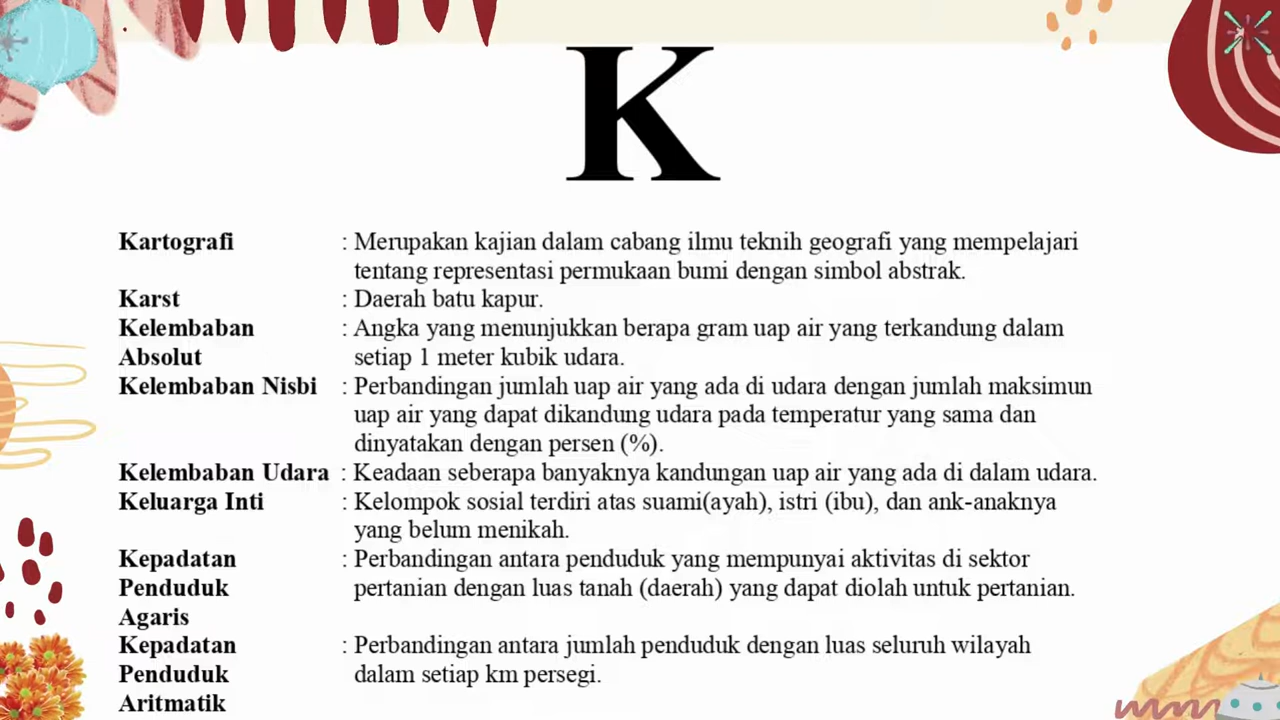 K
Kartografi : Merupakan kajian dalam cabang ilmu teknih geografi yang mempelajari
tentang representasi permukaan bumi dengan simbol abstrak.
Karst : Daerah batu kapur.
Kelembaban : Angka yang menunjukkan berapa gram uap air yang terkandung dalam
Absolut setiap 1 meter kubik udara.
Kelembaban Nisbi : Perbandingan jumlah uap air yang ada di udara dengan jumlah maksimun
uap air yang dapat dikandung udara pada temperatur yang sama dan
dinyatakan dengan persen (%).
Kelembaban Udara : Keadaan seberapa banyaknya kandungan uap air yang ada di dalam udara.
Keluarga Inti : Kelompok sosial terdiri atas suami(ayah), istri (ibu), dan ank-anaknya
yang belum menikah.
Kepadatan : Perbandingan antara penduduk yang mempunyai aktivitas di sektor
Penduduk pertanian dengan luas tanah (daerah) yang dapat diolah untuk pertanian.
Agaris
Kepadatan : Perbandingan antara jumlah penduduk dengan luas seluruh wilayah
Penduduk dalam setiap km persegi.
Aritmatik